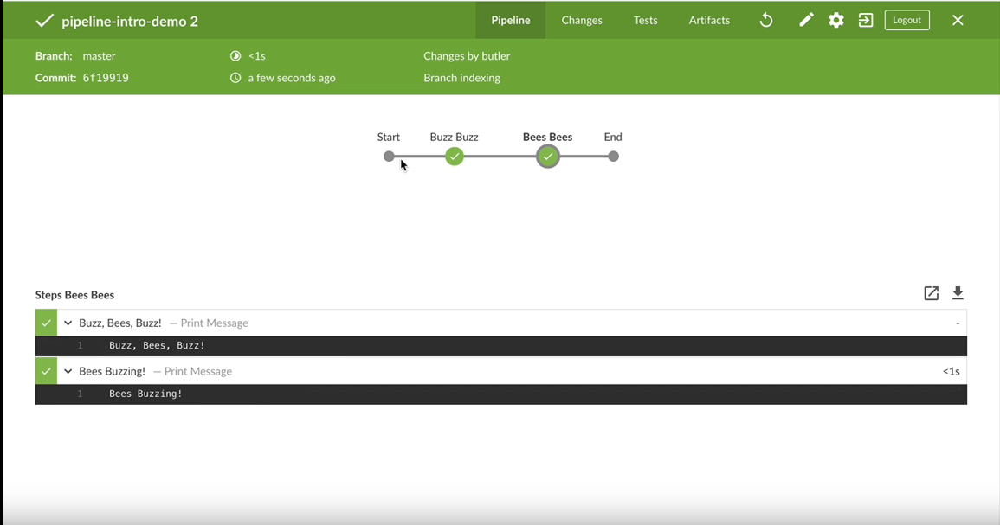 pipeline-intro-demo 2 Pipeline Changes Tests Artifacts Logout
Branch: master <1s Changes by butler
Commit: 6f19919 a few seconds ago Branch indexing
Start Buzz Buzz Bees Bees End
Steps Bees Bees
Buzz, Bees, Buzz! — Print Message -
1 Buzz, Bees, Buzz!
Bees Buzzing! — Print Message <1s
1 Bees Buzzing!